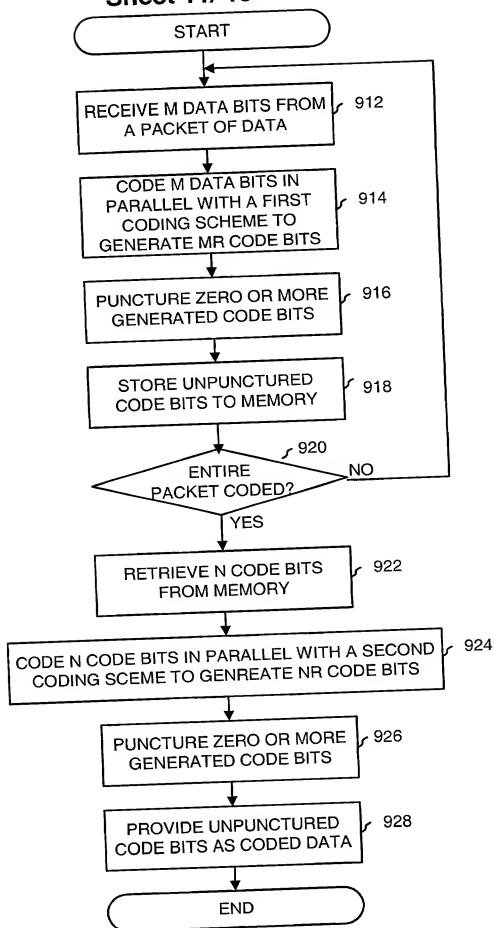 START
RECEIVE M DATA BITS FROM
A PACKET OF DATA
912
CODE M DATA BITS IN
PARALLEL WITH A FIRST
CODING SCHEME TO
GENERATE MR CODE BITS
914
PUNCTURE ZERO OR MORE
GENERATED CODE BITS
916
STORE UNPUNCTURED
CODE BITS TO MEMORY
918
920
ENTIRE
PACKET CODED?
NO
YES
RETRIEVE N CODE BITS
FROM MEMORY
922
CODE N CODE BITS IN PARALLEL WITH A SECOND
CODING SCEME TO GENREATE NR CODE BITS
924
PUNCTURE ZERO OR MORE
GENERATED CODE BITS
926
PROVIDE UNPUNCTURED
CODE BITS AS CODED DATA
928
END